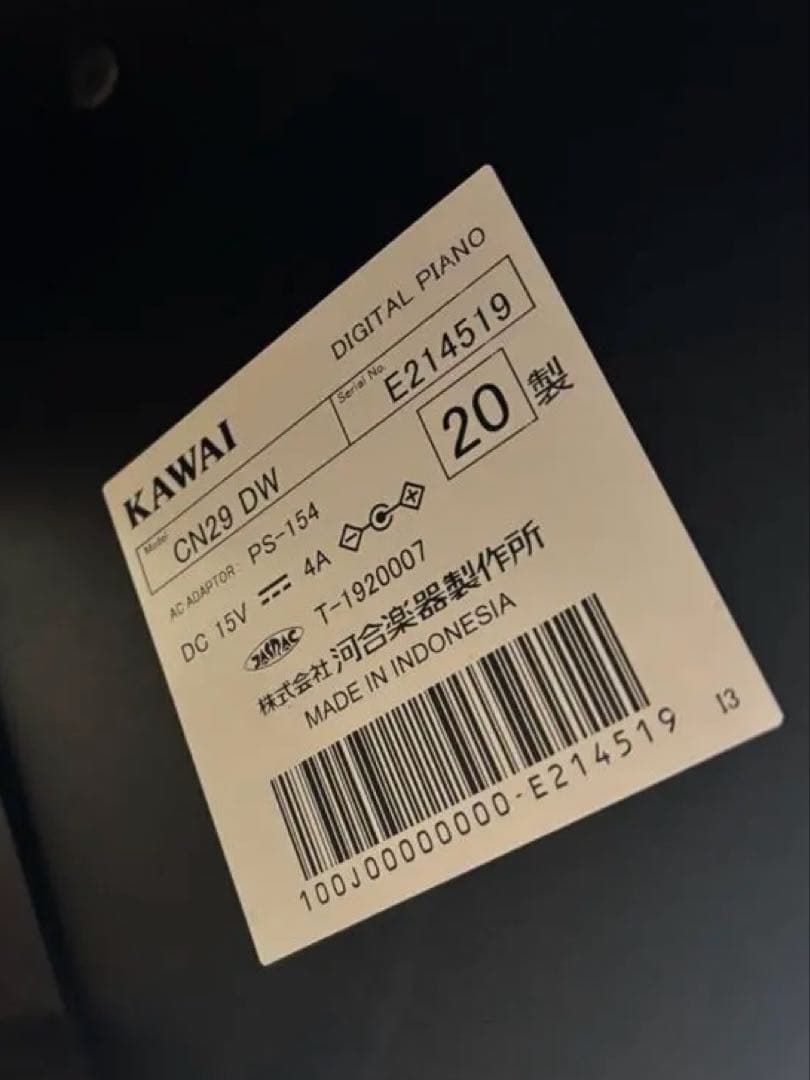 KAWAI DIGITAL PIANO
Model CN29 DW Serial No. E214519
AC ADAPTOR: PS-154 20 製
DC 15V 4A - +
JASRAC T-1920007
株式会社 河合楽器製作所
MADE IN INDONESIA
100J00000000-E214519
I3